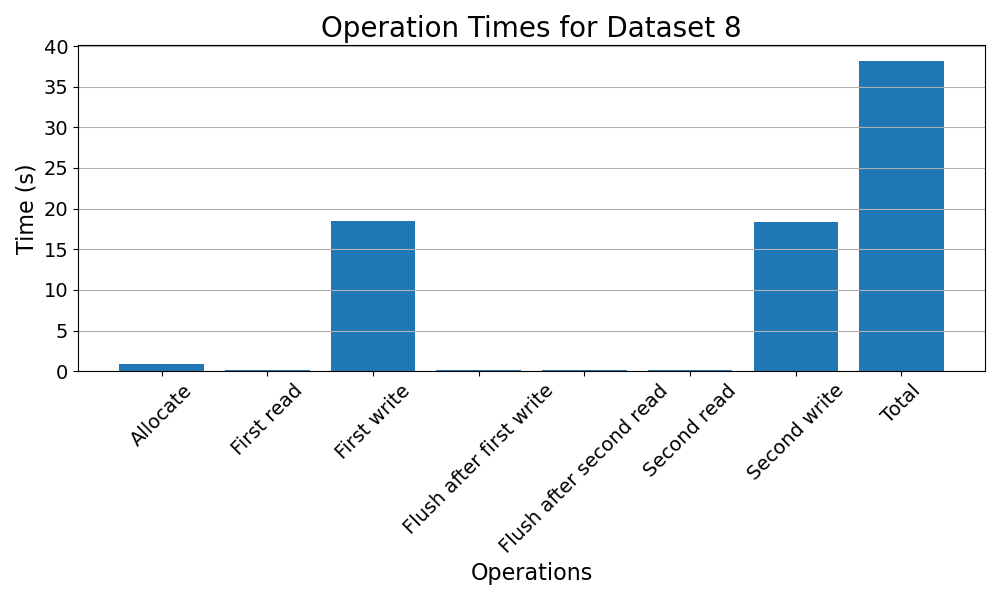 Operation Times for Dataset 8
Time (s)
40
35
30
25
20
15
10
5
0
Allocate
First read
First write
Flush after first write
Flush after second read
Second read
Second write
Total
Operations